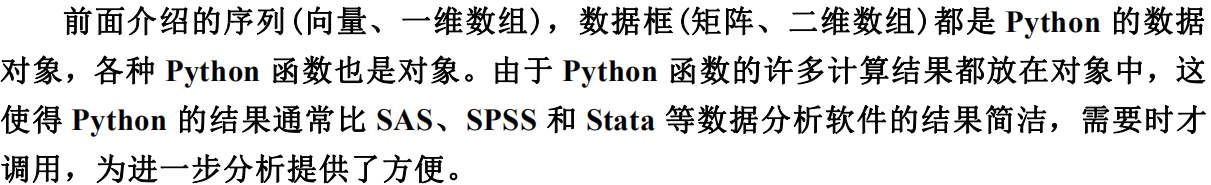 前面介绍的序列(向量、一维数组)，数据框(矩阵、二维数组)都是 Python 的数据
对象，各种 Python 函数也是对象。由于 Python 函数的许多计算结果都放在对象中，这
使得 Python 的结果通常比 SAS、SPSS 和 Stata 等数据分析软件的结果简洁，需要时才
调用，为进一步分析提供了方便。